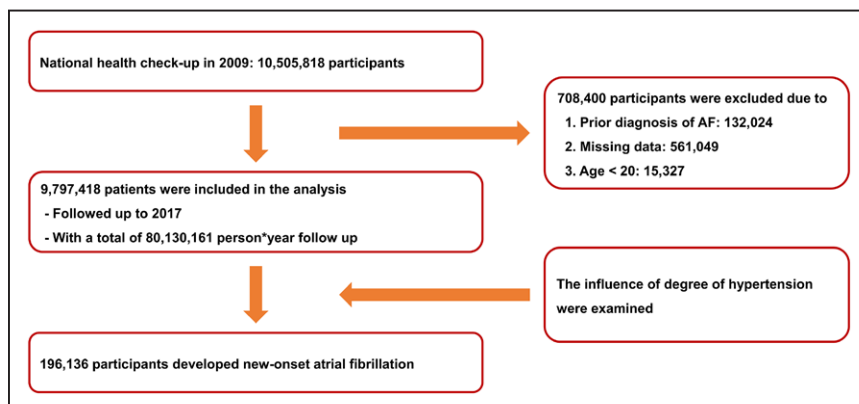 National health check-up in 2009: 10,505,818 participants
708,400 participants were excluded due to
1. Prior diagnosis of AF: 132,024
2. Missing data: 561,049
3. Age < 20: 15,327
9,797,418 patients were included in the analysis
- Followed up to 2017
- With a total of 80,130,161 person*year follow up
The influence of degree of hypertension
were examined
196,136 participants developed new-onset atrial fibrillation